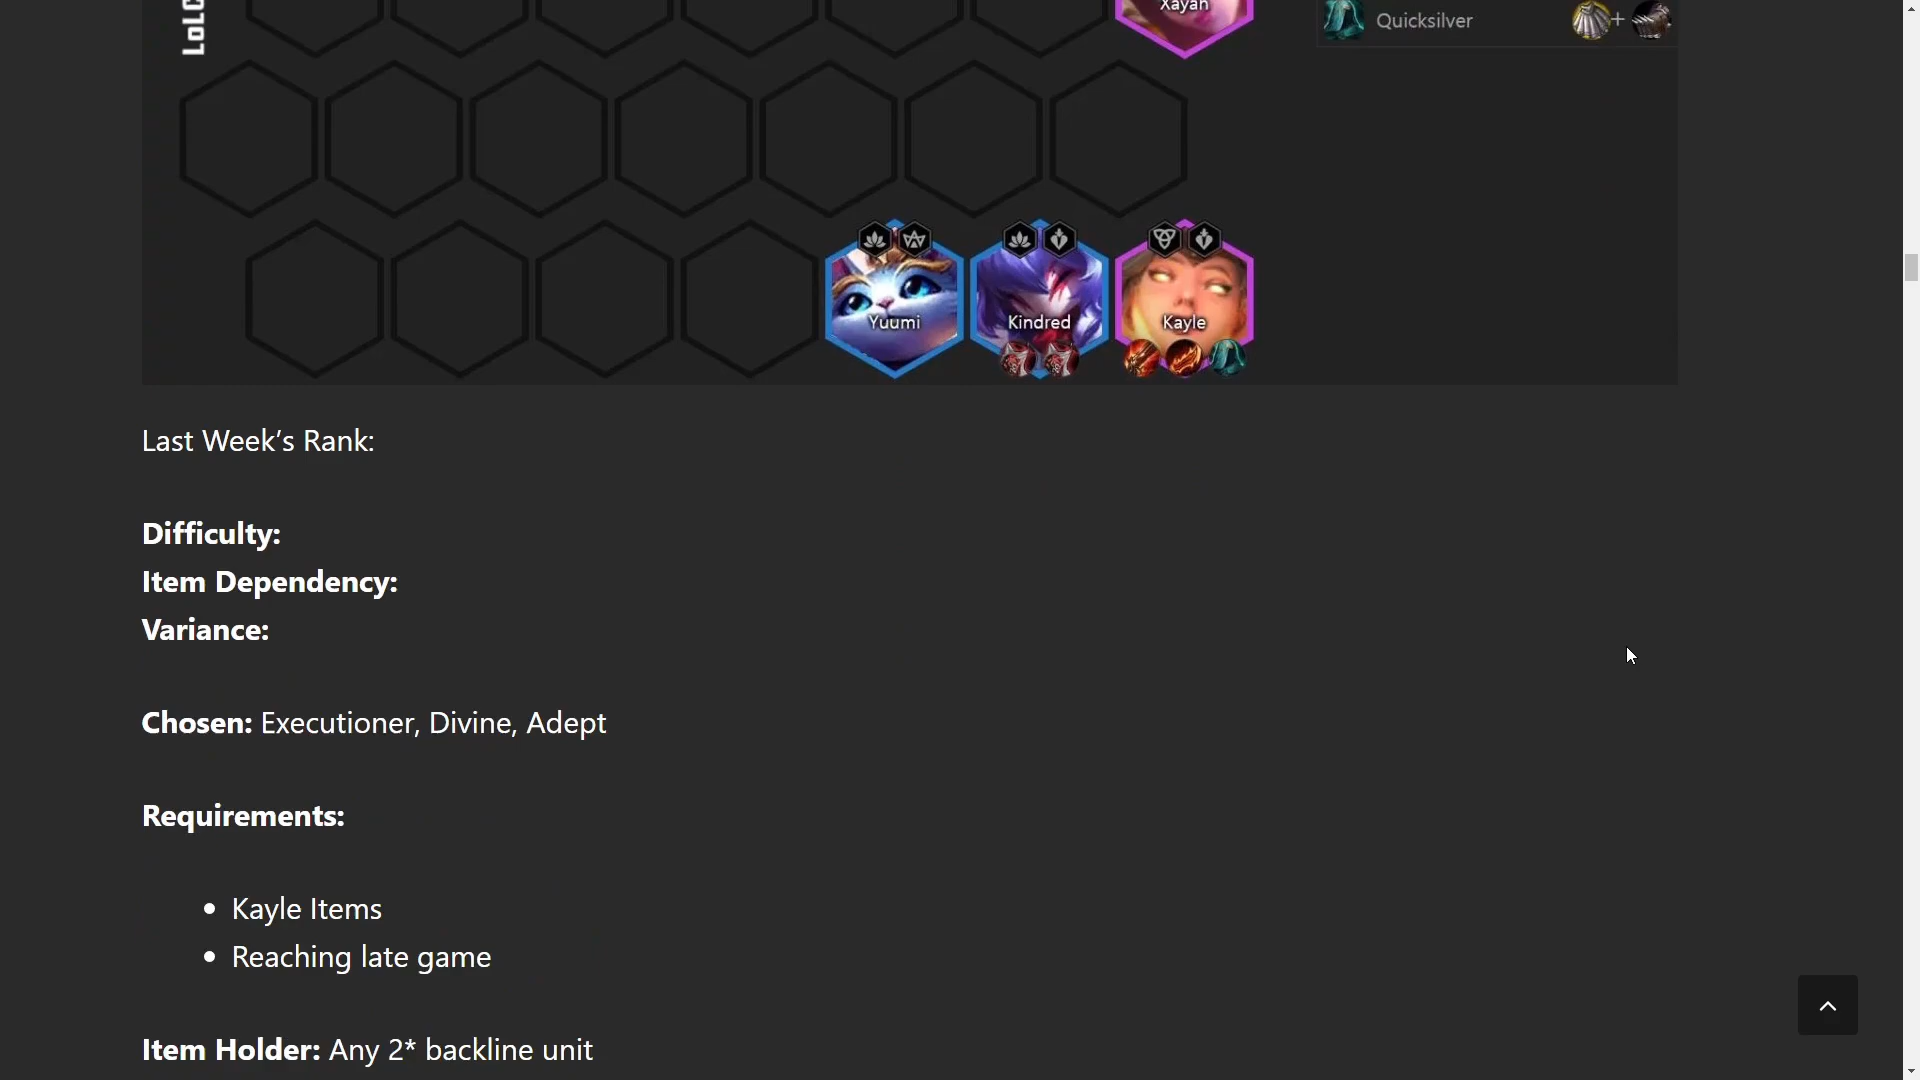 LoLC
Xayah
Quicksilver
+
Yuumi
Kindred
Kayle
Last Week's Rank:
Difficulty:
Item Dependency:
Variance:
Chosen: Executioner, Divine, Adept
Requirements:
• Kayle Items
• Reaching late game
Item Holder: Any 2* backline unit